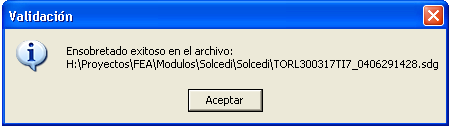 Validación
Ensobretado exitoso en el archivo:
H:\Proyectos\FEA\Modulos\Solcedi\Solcedi\TORL300317TI7_0406291428.sdg
Aceptar